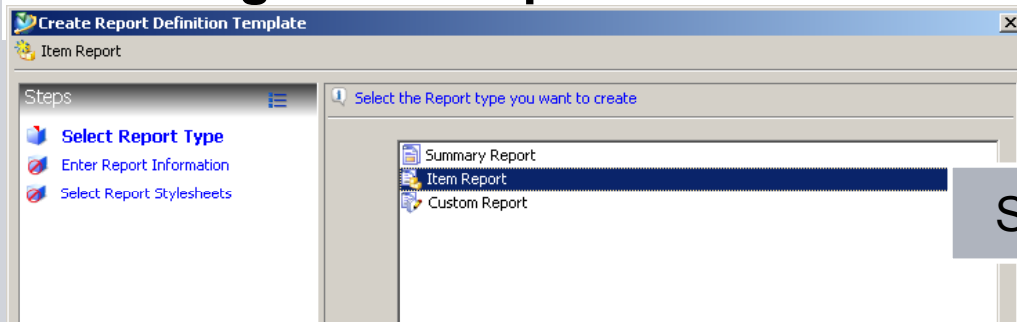 Create Report Definition Template
Item Report
Steps
Select Report Type
Enter Report Information
Select Report Stylesheets
Select the Report type you want to create
Summary Report
Item Report
Custom Report
S